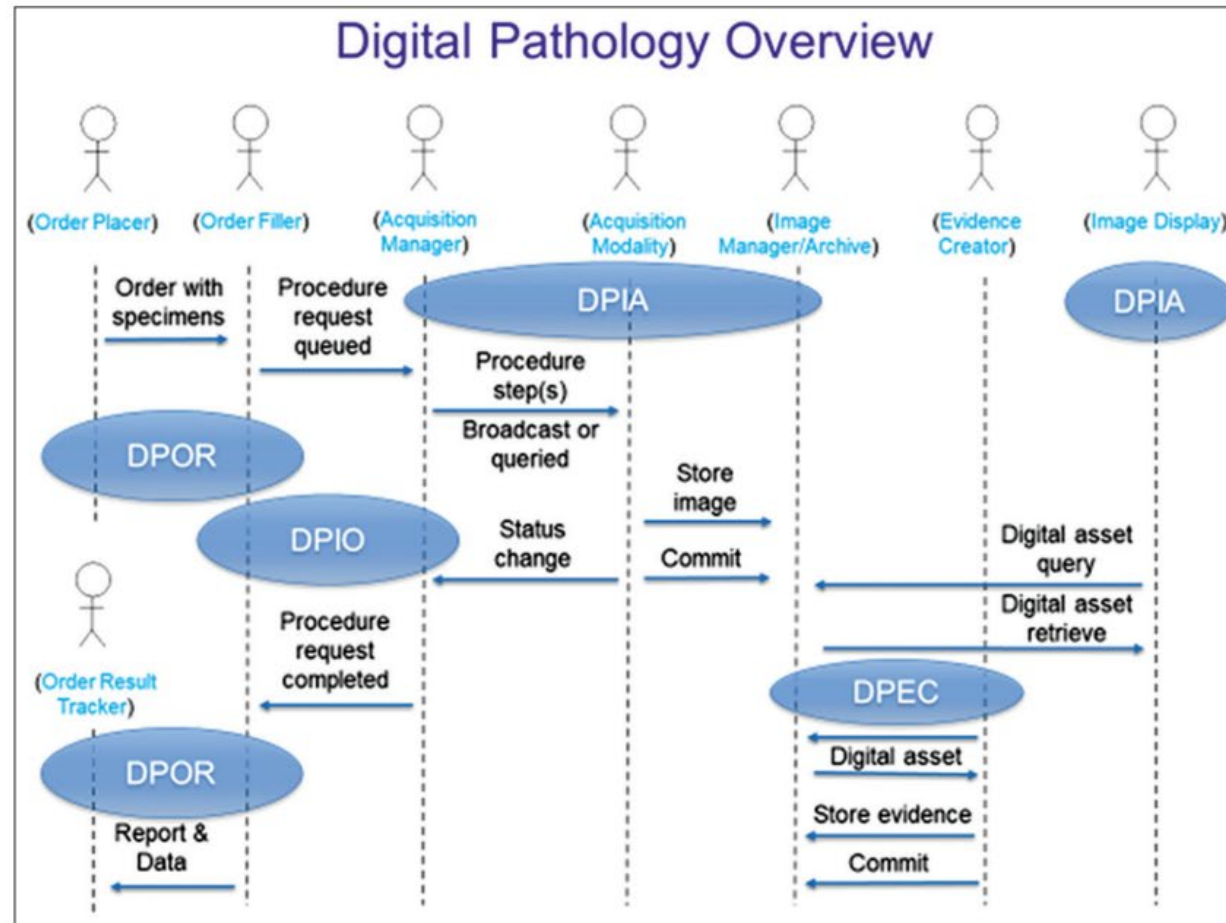 Digital Pathology Overview
(Order Placer)
(Order Filler)
(Acquisition
Manager)
(Acquisition
Modality)
(Image
Manager/Archive)
(Evidence
Creator)
(Image Display)
DPIA
DPIA
Order with
specimens
Procedure
request
queued
Procedure
step(s)
Broadcast or
queried
DPOR
Store
image
DPIO
Status
change
Commit
Digital asset
query
Digital asset
retrieve
Procedure
request
completed
(Order Result
Tracker)
DPEC
DPOR
Digital asset
Report &
Data
Store evidence
Commit